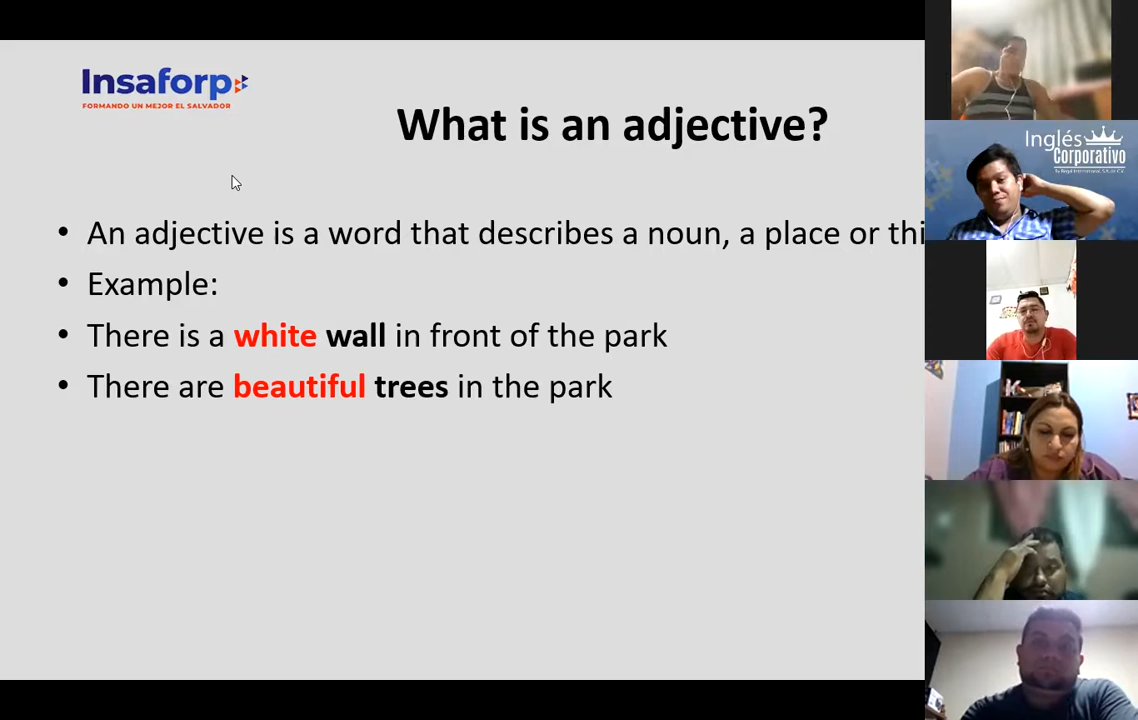 Insaforp
FORMANDO UN MEJOR EL SALVADOR
What is an adjective?
• An adjective is a word that describes a noun, a place or thi
• Example:
• There is a white wall in front of the park
• There are beautiful trees in the park
Inglés
Corporativo